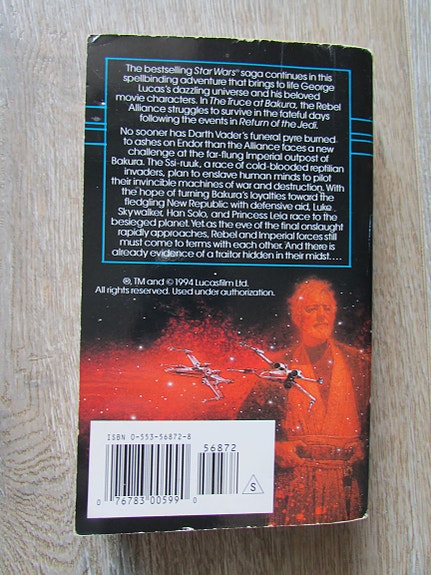 The bestselling Star Wars® saga continues in this
spellbinding adventure that brings to life George
Lucas's dazzling universe and his beloved
movie characters. In The Truce at Bakura, the Rebel
Alliance struggles to survive in the fateful days
following the events in Return of the Jedi.
No sooner has Darth Vader's funeral pyre burned
to ashes on Endor than the Alliance faces a new
challenge at the far-flung Imperial outpost of
Bakura. The Ssi-ruuk, a race of cold-blooded reptilian
invaders, plan to enslave human minds to pilot
their invincible machines of war and destruction. With
the hope of turning Bakura's loyalties toward the
fledgling New Republic with defensive aid, Luke
Skywalker, Han Solo, and Princess Leia race to the
besieged planet. Yet as the eve of the final onslaught
rapidly approaches, Rebel and Imperial forces still
must come to terms with each other. And there is
already evidence of a traitor hidden in their midst....
®, TM and © 1994 Lucasfilm Ltd.
All rights reserved. Used under authorization.
ISBN 0-553-56872-8
56872
S
0 76783 00599 0